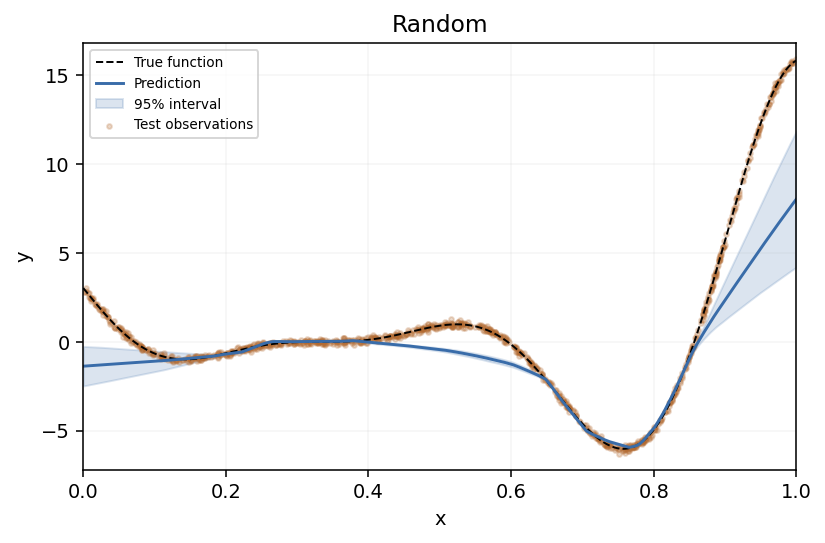 Random
True function
Prediction
95% interval
Test observations
y
15
10
5
0
−5
0.0 0.2 0.4 0.6 0.8 1.0
x